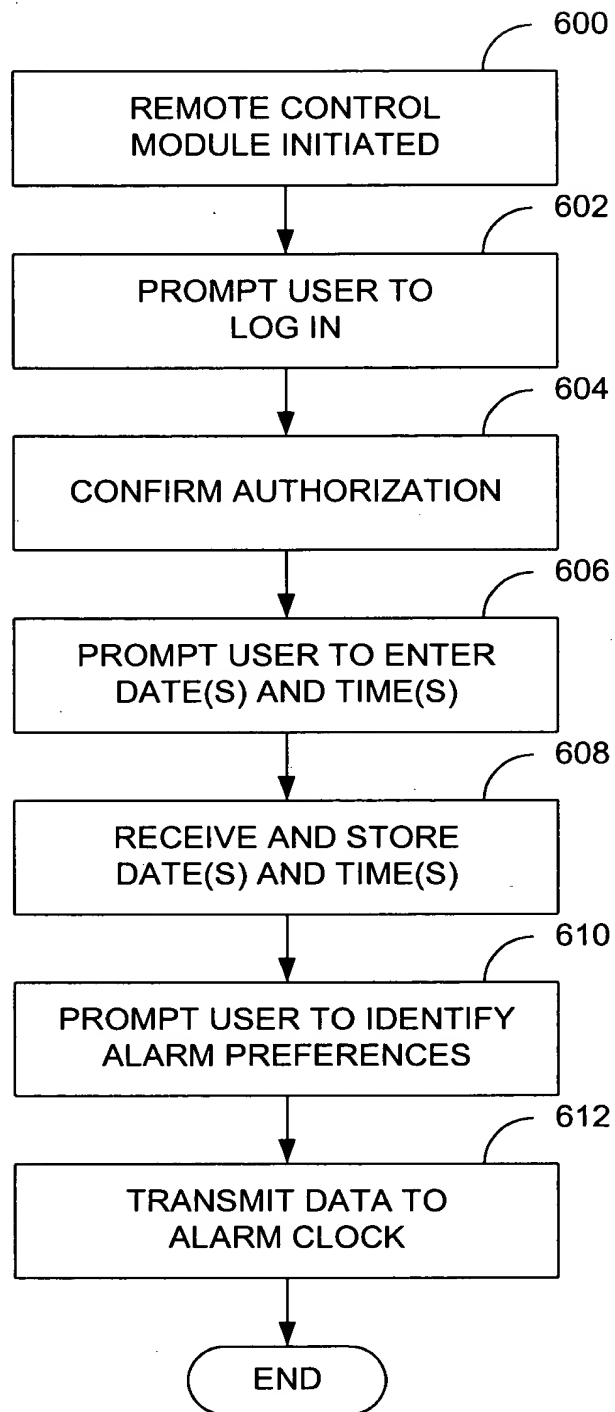 600
REMOTE CONTROL
MODULE INITIATED
602
PROMPT USER TO
LOG IN
604
CONFIRM AUTHORIZATION
606
PROMPT USER TO ENTER
DATE(S) AND TIME(S)
608
RECEIVE AND STORE
DATE(S) AND TIME(S)
610
PROMPT USER TO IDENTIFY
ALARM PREFERENCES
612
TRANSMIT DATA TO
ALARM CLOCK
END